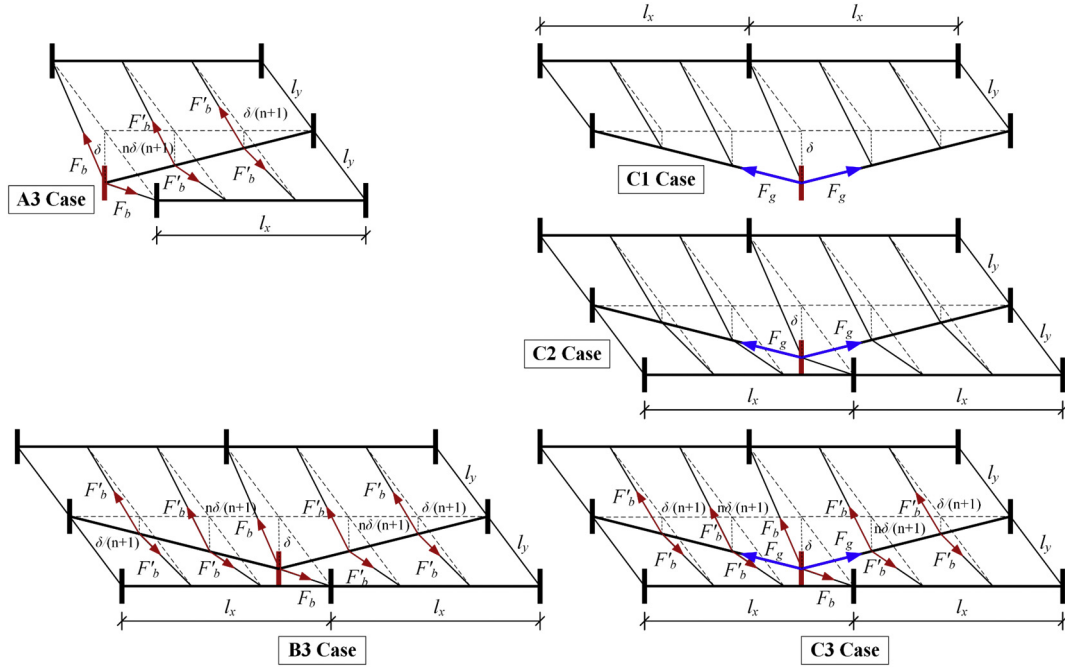 l_x
l_x
l_y
F'_b
F'_b
δ/(n+1)
δ
nδ/(n+1)
F_b
F'_b
F'_b
l_y
F_b
A3 Case
l_x
l_y
δ
C1 Case
F_g
F_g
l_y
δ
F_g
F_g
C2 Case
l_y
l_x
l_x
l_y
F'_b
F'_b
nδ/(n+1)
F_b
F'_b
F'_b
δ/(n+1)
nδ/(n+1)
δ/(n+1)
δ
F'_b
F'_b
F'_b
F'_b
l_y
F_b
l_x
l_x
B3 Case
l_y
F'_b
δ/(n+1)
nδ/(n+1)
F'_b
F_b
F'_b
F'_b
δ/(n+1)
nδ/(n+1)
δ
F_g
F_g
F'
F'_b
F'_b
F'_b
l_y
F_b
l_x
l_x
C3 Case